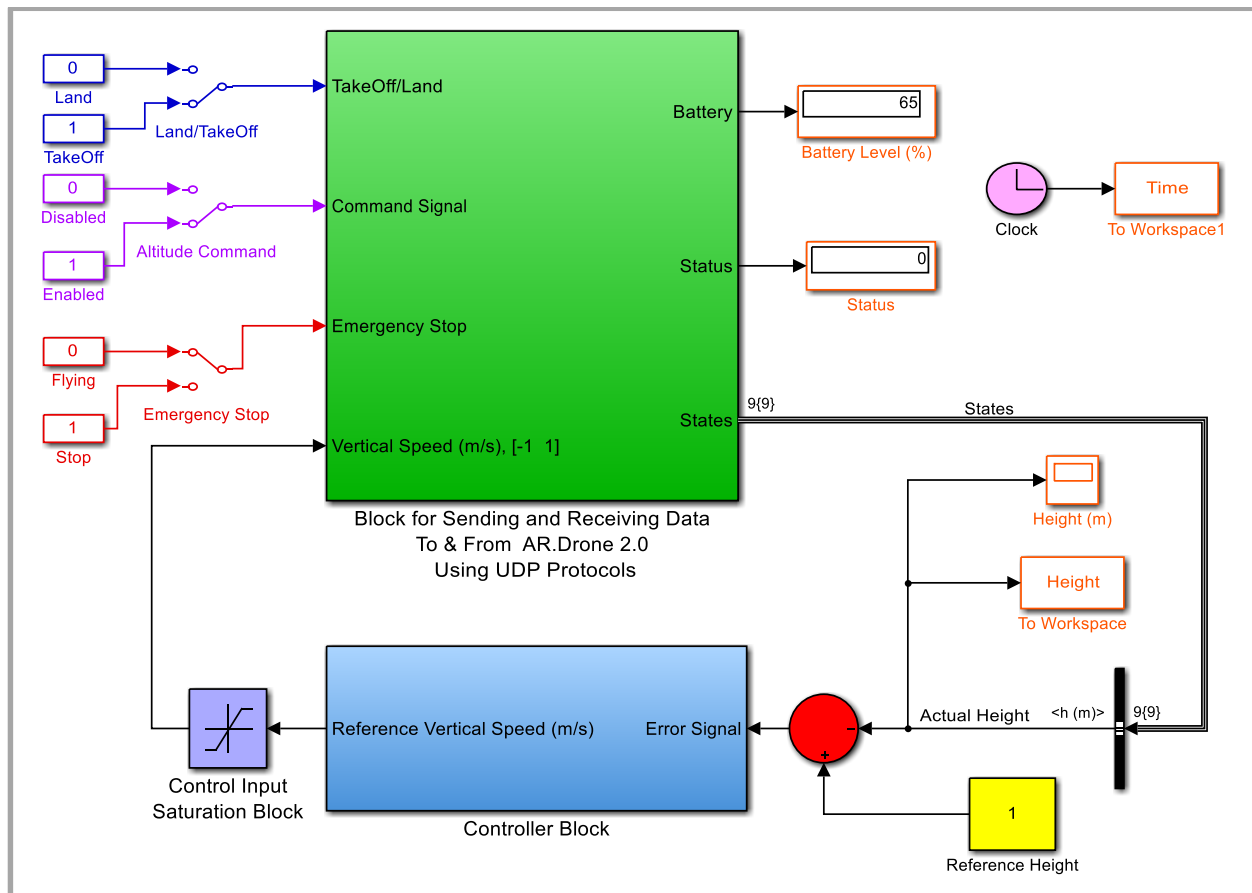 0
Land
1
TakeOff
Land/TakeOff
0
Disabled
1
Enabled
Altitude Command
0
Flying
1
Stop
Emergency Stop
TakeOff/Land
Command Signal
Emergency Stop
Vertical Speed (m/s), [-1 1]
Battery
Status
States
Block for Sending and Receiving Data
To & From AR.Drone 2.0
Using UDP Protocols
65
Battery Level (%)
0
Status
Clock
Time
To Workspace1
9{9}
States
Height (m)
Height
To Workspace
Actual Height
<h (m)>
9{9}
-
+
1
Reference Height
Reference Vertical Speed (m/s)
Error Signal
Controller Block
Control Input
Saturation Block